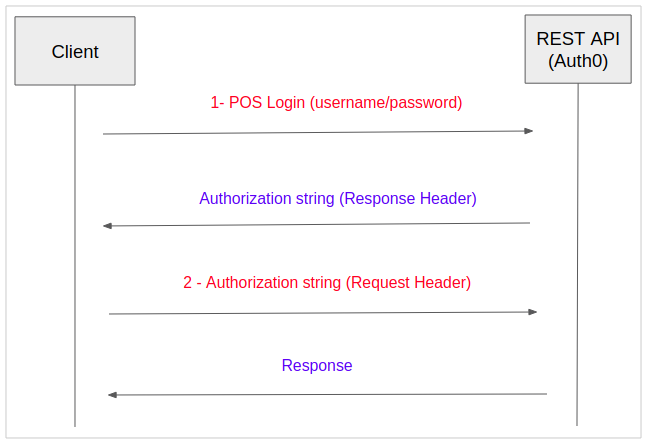 Client
REST API
(Auth0)
1- POS Login (username/password)
Authorization string (Response Header)
2 - Authorization string (Request Header)
Response